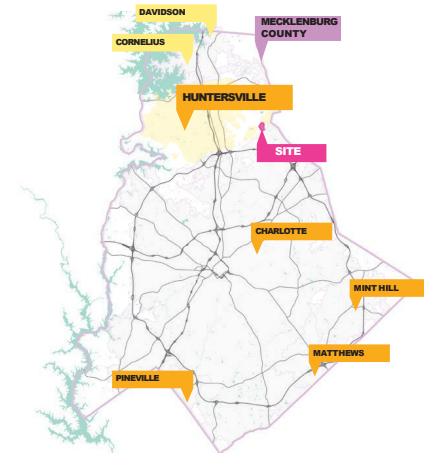 DAVIDSON
MECKLENBURG
COUNTY
CORNELIUS
HUNTERSVILLE
SITE
CHARLOTTE
MINT HILL
MATTHEWS
PINEVILLE